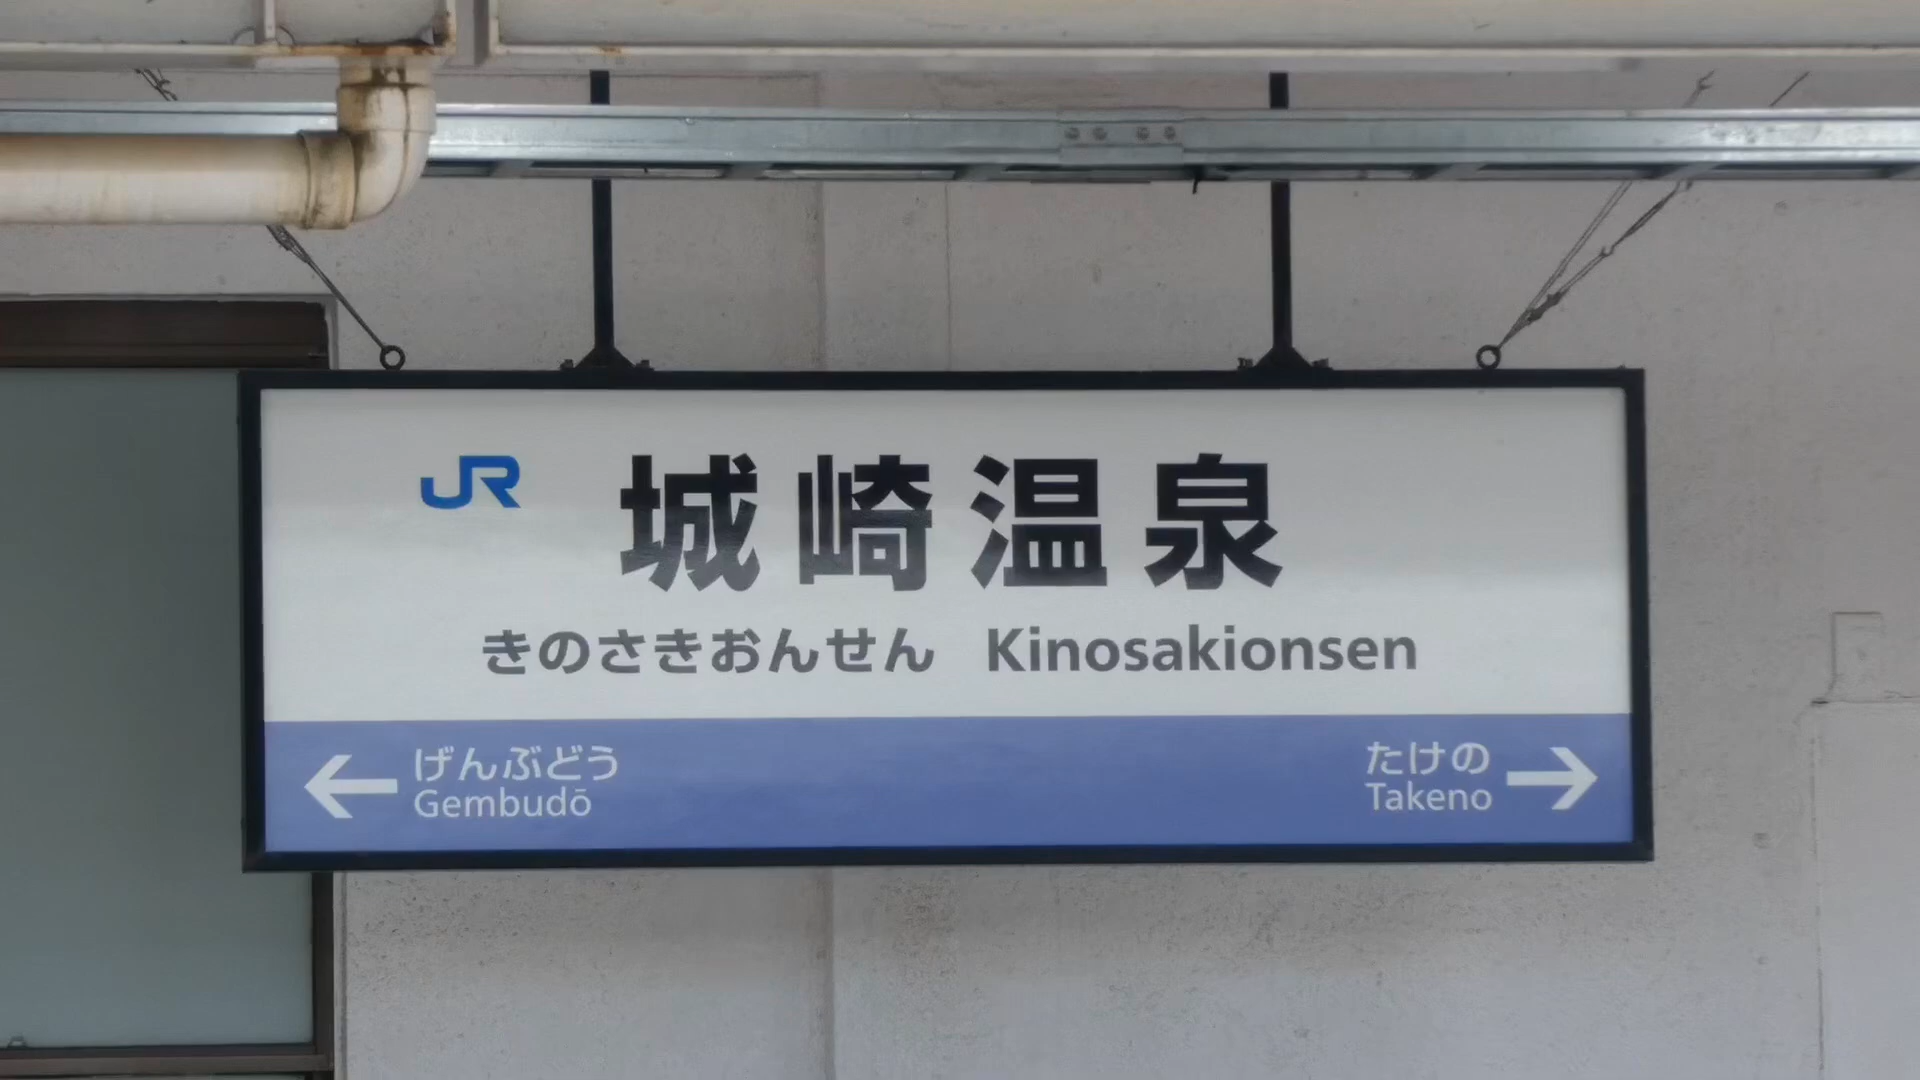 JR 城崎温泉
きのさきおんせん Kinosakionsen
← げんぶどう
Gembudō
たけの →
Takeno